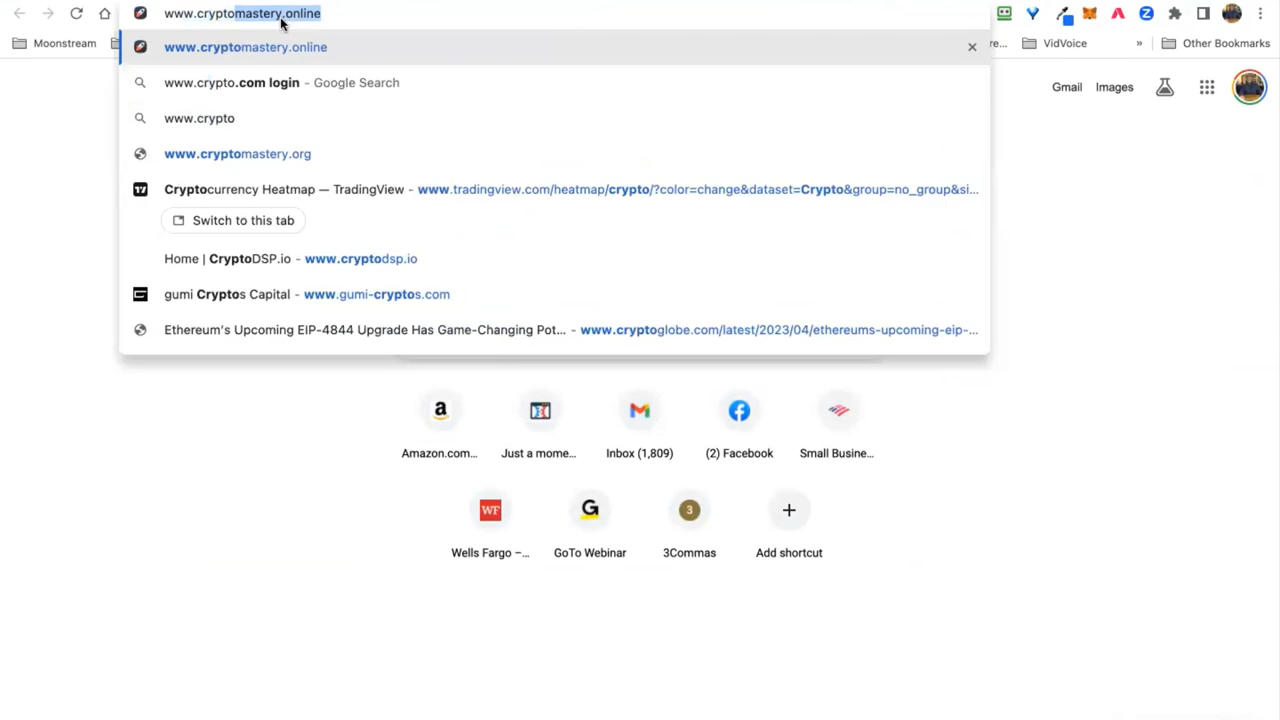 www.cryptomastery.online
www.cryptomastery.online
www.crypto.com login - Google Search
www.crypto
www.cryptomastery.org
Cryptocurrency Heatmap — TradingView - www.tradingview.com/heatmap/crypto/?color=change&dataset=Crypto&group=no_group&si...
Switch to this tab
Home | CryptoDSP.io - www.cryptodsp.io
gumi Cryptos Capital - www.gumi-cryptos.com
Ethereum's Upcoming EIP-4844 Upgrade Has Game-Changing Pot... - www.cryptoglobe.com/latest/2023/04/ethereums-upcoming-eip-...
Moonstream
re...
VidVoice
»
Other Bookmarks
Gmail
Images
Amazon.com...
Just a mome...
Inbox (1,809)
(2) Facebook
Small Busine...
WF
G
3
Wells Fargo –...
GoTo Webinar
3Commas
Add shortcut